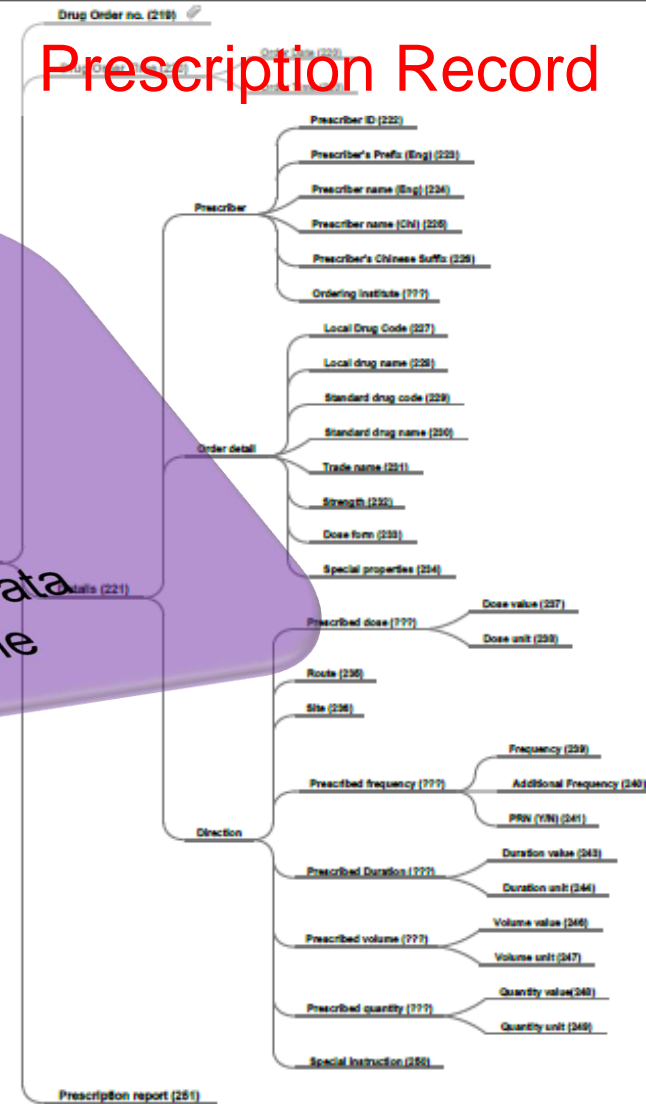 Drug Order no. (219)
Prescription Record
Order Date (220)
Prescriber
Prescriber ID (222)
Prescriber's Prefix (Eng) (223)
Prescriber name (Eng) (224)
Prescriber name (Chi) (225)
Prescriber's Chinese Suffix (226)
Ordering Institute (???)
Order detail
Local Drug Code (227)
Local drug name (228)
Standard drug code (229)
Standard drug name (230)
Trade name (231)
Strength (232)
Dose form (233)
Special properties (234)
ata
Details (221)
Direction
Prescribed dose (???)
Dose value (237)
Dose unit (238)
Route (235)
Site (236)
Prescribed frequency (???)
Frequency (239)
Additional Frequency (240)
PRN (Y/N) (241)
Prescribed Duration (???)
Duration value (243)
Duration unit (244)
Prescribed volume (???)
Volume value (246)
Volume unit (247)
Prescribed quantity (???)
Quantity value(248)
Quantity unit (249)
Special instruction (250)
Prescription report (251)